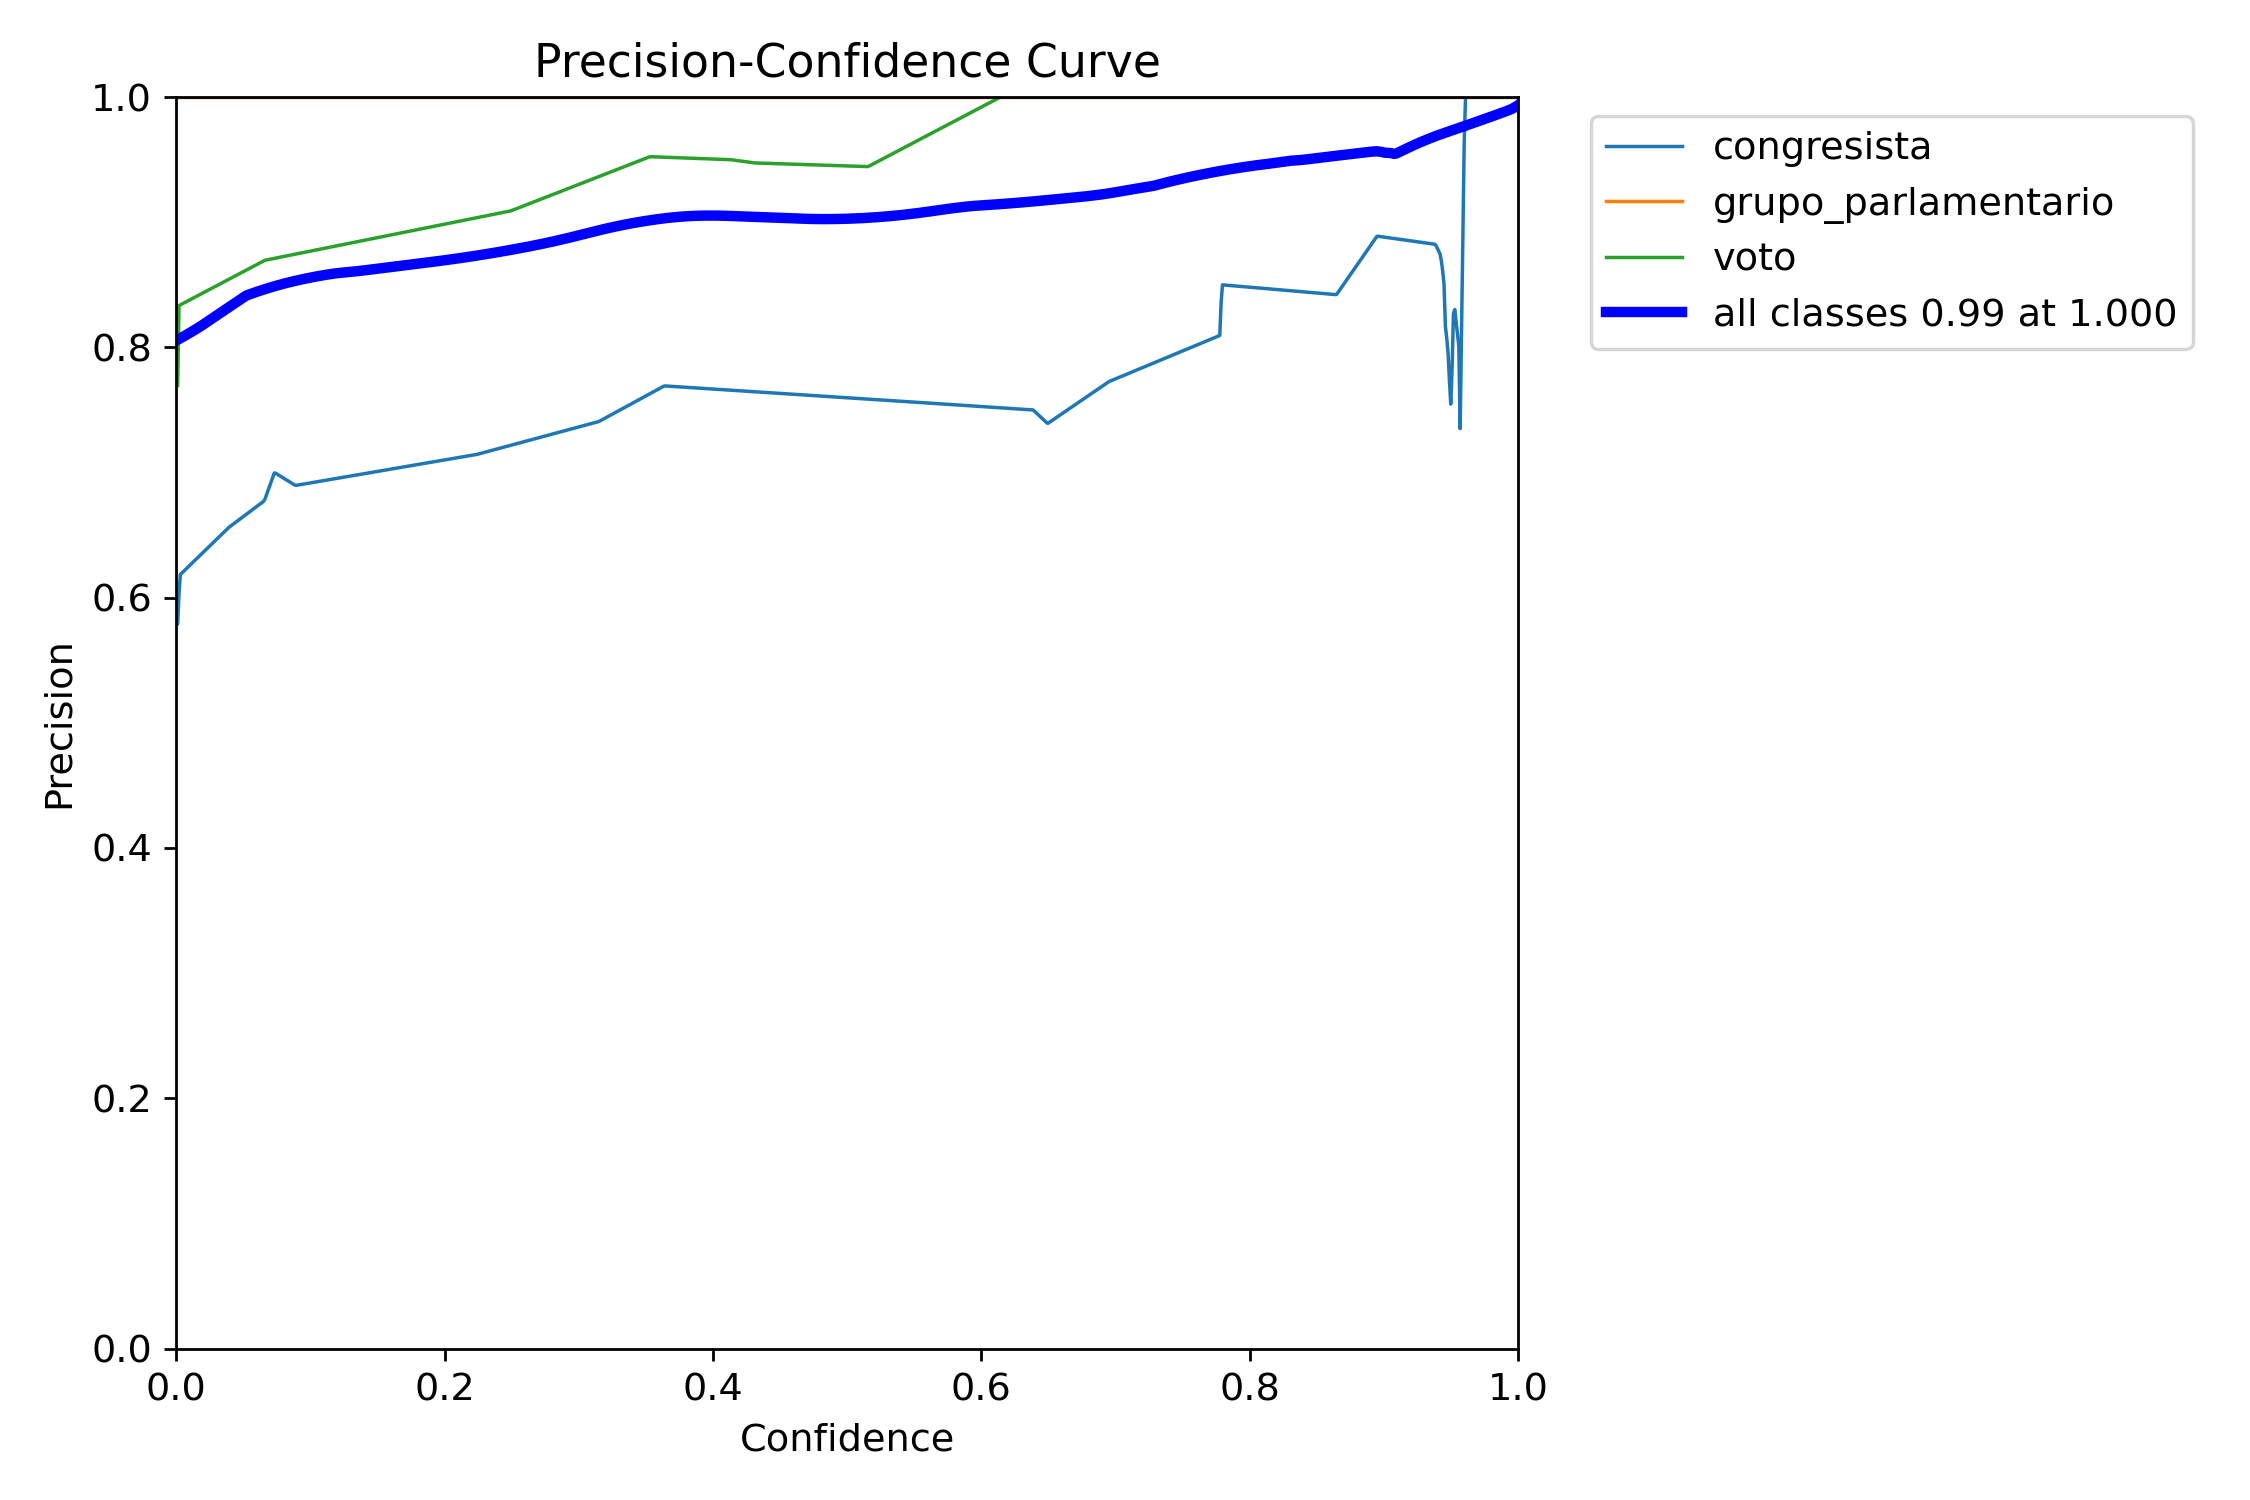 Precision-Confidence Curve
1.0
0.8
0.6
0.4
0.2
0.0
Precision
0.0 0.2 0.4 0.6 0.8 1.0
Confidence
congresista
grupo_parlamentario
voto
all classes 0.99 at 1.000